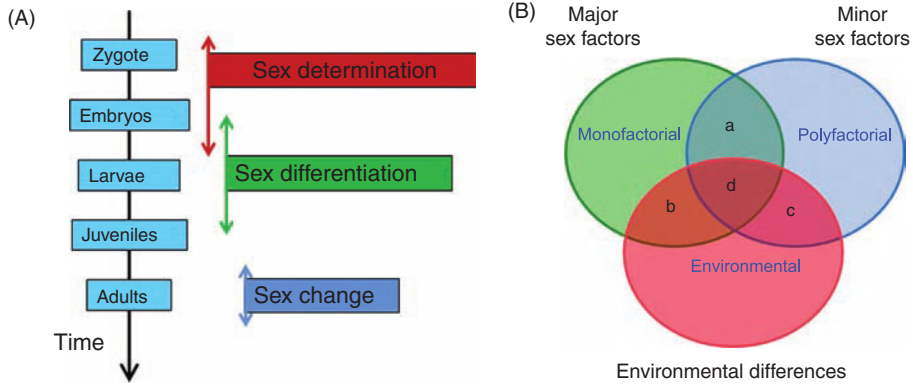 (A)
Zygote
Embryos
Larvae
Juveniles
Adults
Time
Sex determination
Sex differentiation
Sex change
(B)
Major
sex factors
Minor
sex factors
Monofactorial
a
Polyfactorial
d
b
c
Environmental
Environmental differences